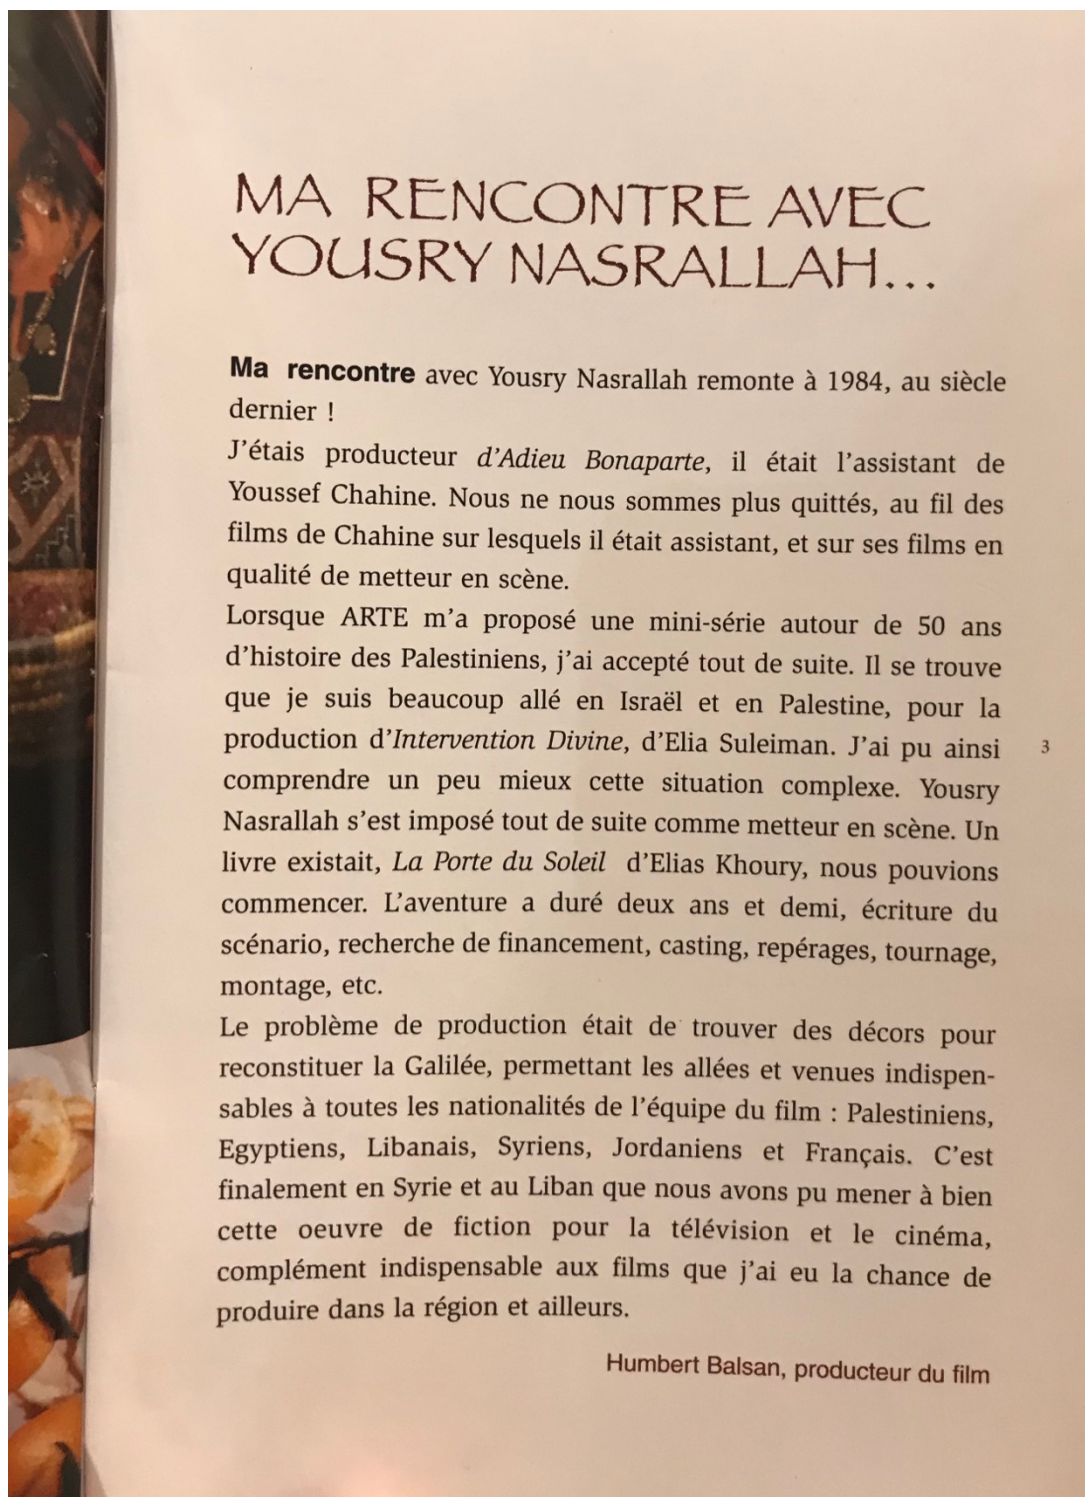 MA RENCONTRE AVEC
YOUSRY NASRALLAH...
Ma rencontre avec Yousry Nasrallah remonte à 1984, au siècle
dernier !
J'étais producteur d'Adieu Bonaparte, il était l'assistant de
Youssef Chahine. Nous ne nous sommes plus quittés, au fil des
films de Chahine sur lesquels il était assistant, et sur ses films en
qualité de metteur en scène.
Lorsque ARTE m'a proposé une mini-série autour de 50 ans
d'histoire des Palestiniens, j'ai accepté tout de suite. Il se trouve
que je suis beaucoup allé en Israël et en Palestine, pour la
production d'Intervention Divine, d'Elia Suleiman. J'ai pu ainsi
3
comprendre un peu mieux cette situation complexe. Yousry
Nasrallah s'est imposé tout de suite comme metteur en scène. Un
livre existait, La Porte du Soleil d'Elias Khoury, nous pouvions
commencer. L'aventure a duré deux ans et demi, écriture du
scénario, recherche de financement, casting, repérages, tournage,
montage, etc.
Le problème de production était de trouver des décors pour
reconstituer la Galilée, permettant les allées et venues indispen-
sables à toutes les nationalités de l'équipe du film : Palestiniens,
Egyptiens, Libanais, Syriens, Jordaniens et Français. C'est
finalement en Syrie et au Liban que nous avons pu mener à bien
cette oeuvre de fiction pour la télévision et le cinéma,
complément indispensable aux films que j'ai eu la chance de
produire dans la région et ailleurs.
Humbert Balsan, producteur du film